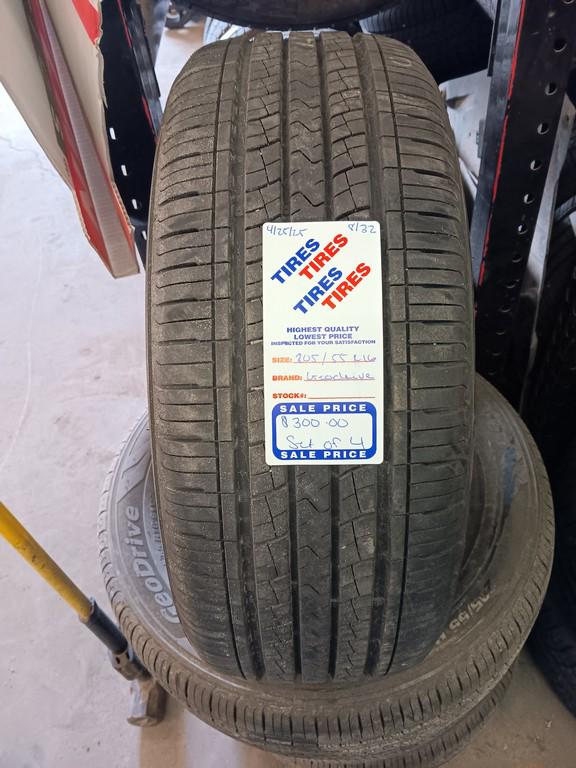 4/25/25 8/32
TIRES
TIRES
TIRES
TIRES
HIGHEST QUALITY
LOWEST PRICE
INSPECTED FOR YOUR SATISFACTION
SIZE: 205/55 R16
BRAND: Geodrive
STOCK#:
SALE PRICE
$300.00
Set of 4
SALE PRICE
GEODRIVE